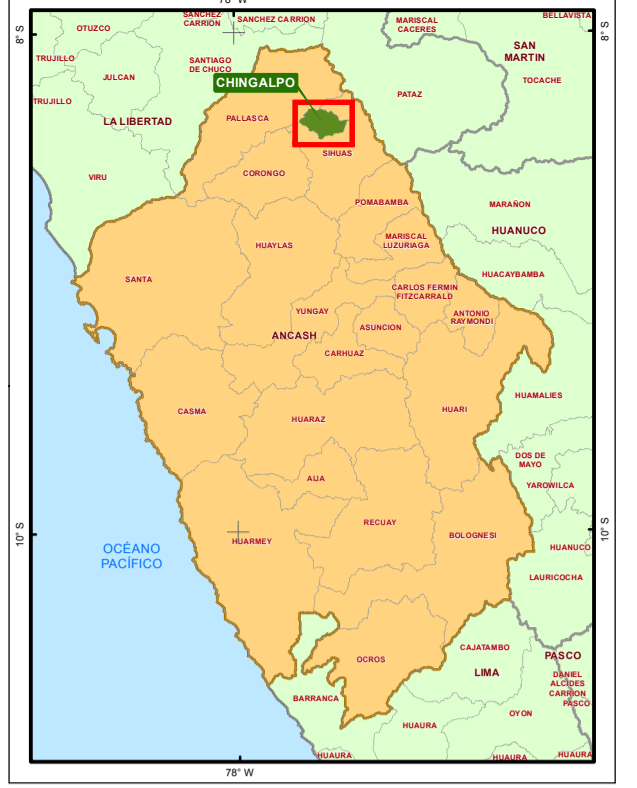 78° W
8° S
8° S
OTUZCO
SANCHEZ
CARRIÓN
SANCHEZ CARRION
MARISCAL
CACERES
BELLAVISTA
TRUJILLO
JULCAN
SANTIAGO
DE CHUCO
SAN
MARTIN
TOCACHE
CHINGALPO
PATAZ
TRUJILLO
LA LIBERTAD
PALLASCA
SIHUAS
VIRU
CORONGO
POMABAMBA
MARAÑON
HUANUCO
HUAYLAS
MARISCAL
LUZURIAGA
SANTA
HUACAYBAMBA
CARLOS FERMIN
FITZCARRALD
YUNGAY
ANTONIO
RAYMONDI
ASUNCION
ANCASH
CARHUAZ
HUAMALIES
CASMA
HUARAZ
HUARI
DOS DE
MAYO
AIJA
YAROWILCA
RECUAY
BOLOGNESI
10° S
10° S
HUARMEY
OCÉANO
PACÍFICO
HUANUCO
LAURICOCHA
OCROS
CAJATAMBO
PASCO
LIMA
DANIEL
ALCIDES
CARRION
PASCO
BARRANCA
OYON
HUAURA
HUAURA
HUAURA
HUAURA
78° W